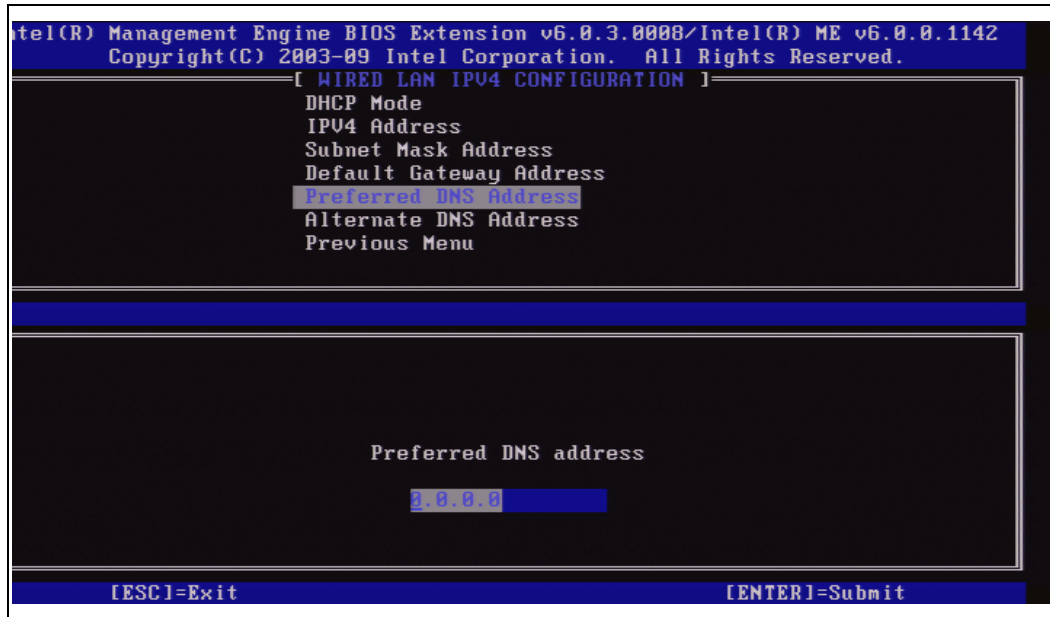 tel(R) Management Engine BIOS Extension v6.0.3.0008/Intel(R) ME v6.0.0.1142
Copyright(C) 2003-09 Intel Corporation. All Rights Reserved.
[ WIRED LAN IPV4 CONFIGURATION ]
DHCP Mode
IPV4 Address
Subnet Mask Address
Default Gateway Address
Preferred DNS Address
Alternate DNS Address
Previous Menu
Preferred DNS address
0.0.0.0
[ESC]=Exit [ENTER]=Submit